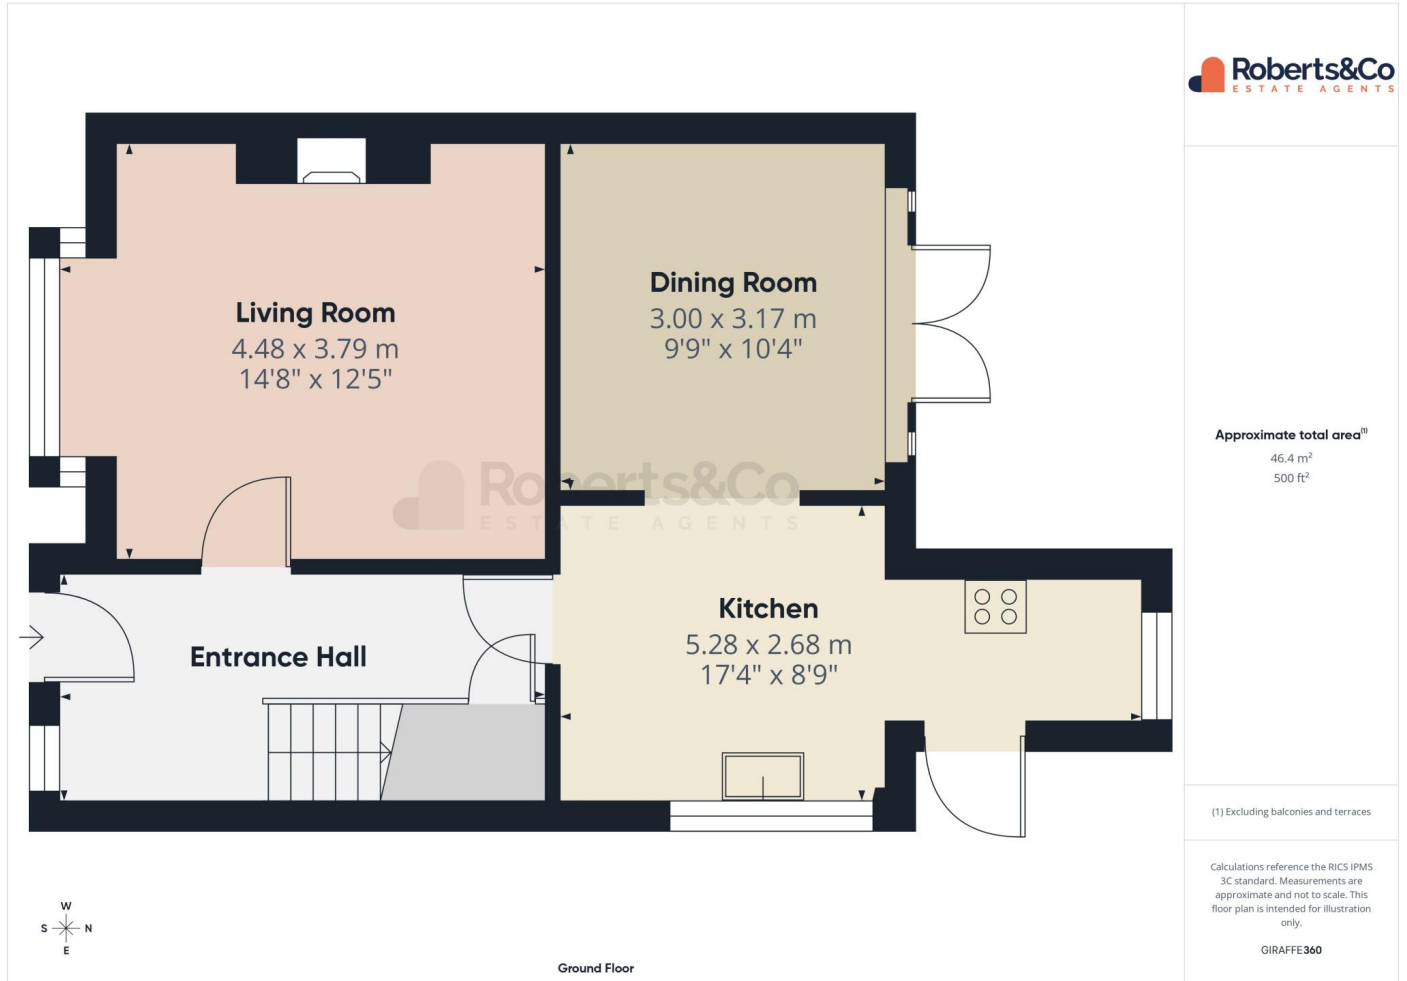 Roberts&Co
ESTATE AGENTS
Living Room
4.48 x 3.79 m
14'8" x 12'5"
Dining Room
3.00 x 3.17 m
9'9" x 10'4"
Roberts&Co
ESTATE AGENTS
Kitchen
5.28 x 2.68 m
17'4" x 8'9"
Entrance Hall
W
S N
E
Ground Floor
Approximate total area(1)
46.4 m²
500 ft²
(1) Excluding balconies and terraces
Calculations reference the RICS IPMS
3C standard. Measurements are
approximate and not to scale. This
floor plan is intended for illustration
only.
GIRAFFE360